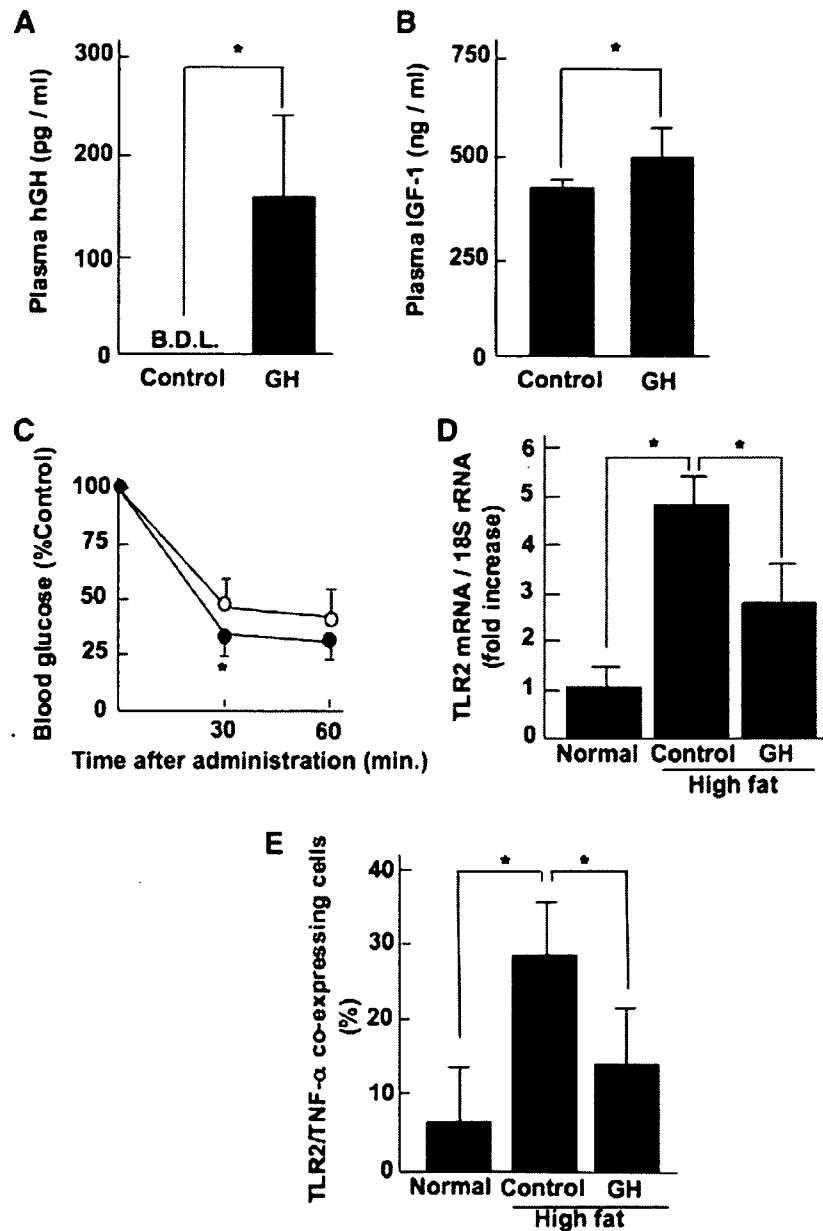 A
Plasma hGH (pg / ml)
300
200
100
0
*
B.D.L.
Control GH
B
Plasma IGF-1 (ng / ml)
750
500
250
0
*
Control GH
C
Blood glucose (%Control)
100
75
50
25
0
*
30 60
Time after administration (min.)
D
TLR2 mRNA / 18S rRNA
(fold increase)
6
5
4
3
2
1
0
* *
Normal Control GH
High fat
E
TLR2/TNF-α co-expressing cells
(%)
40
30
20
10
0
* *
Normal Control GH
High fat